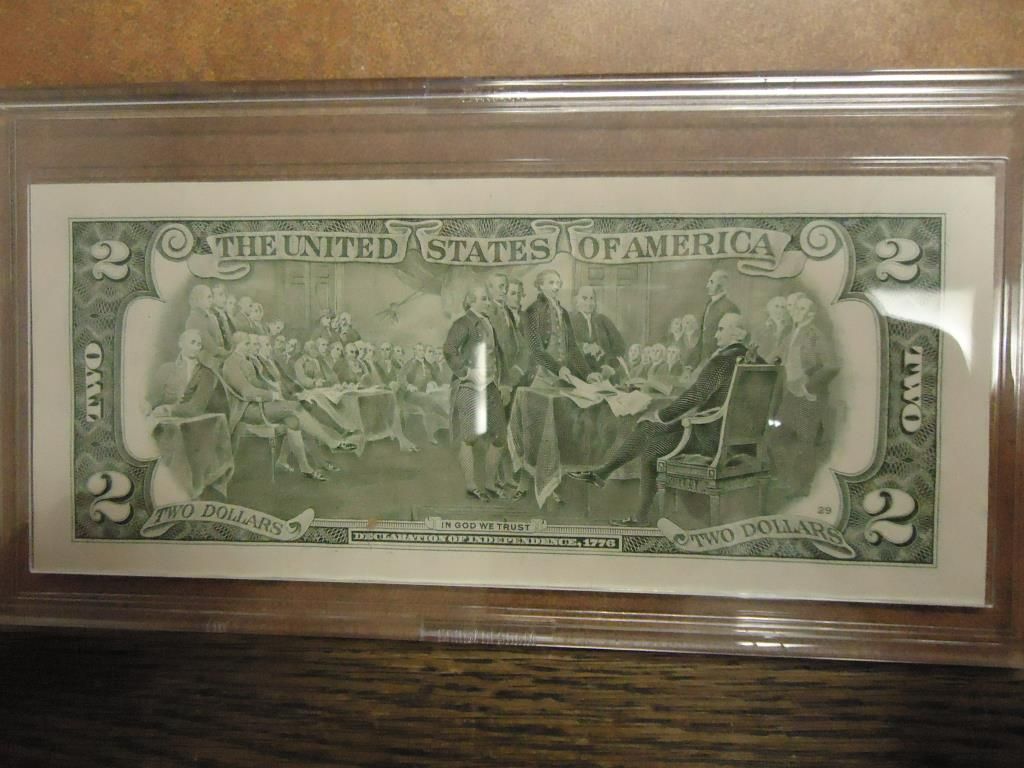 THE UNITED STATES OF AMERICA
2 2
TWO TWO
2 2
29
TWO DOLLARS TWO DOLLARS
IN GOD WE TRUST
DECLARATION OF INDEPENDENCE, 1776